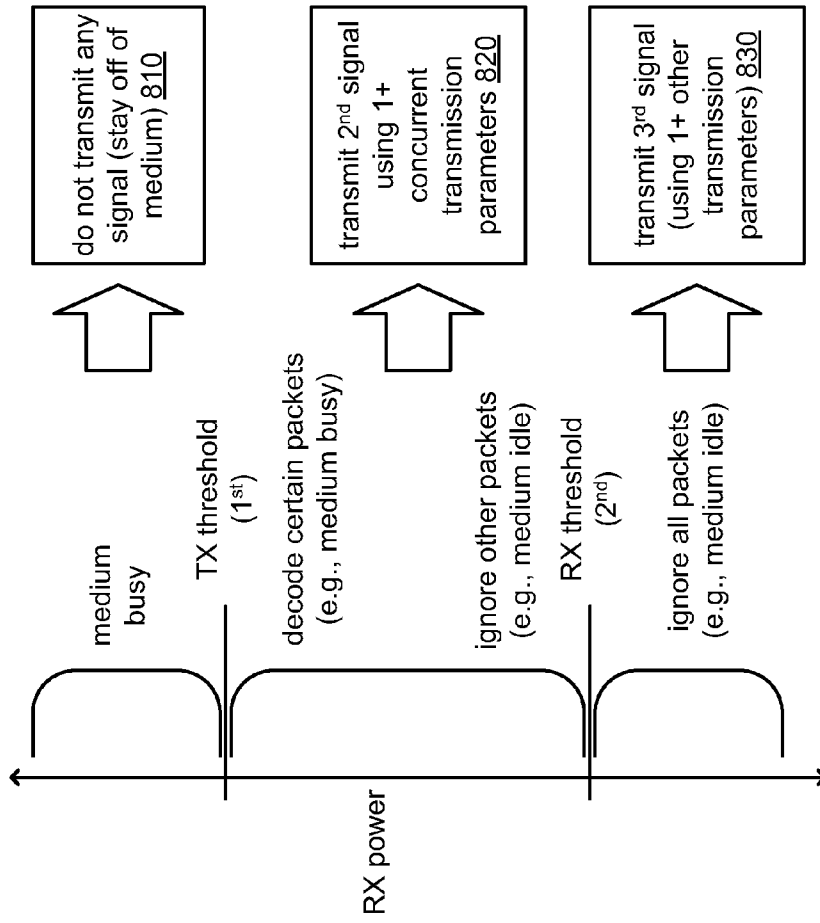 RX power
medium
busy
do not transmit any
signal (stay off of
medium) 810
TX threshold
(1st)
decode certain packets
(e.g., medium busy)
ignore other packets
(e.g., medium idle)
transmit 2nd signal
using 1+
concurrent
transmission
parameters 820
RX threshold
(2nd)
ignore all packets
(e.g., medium idle)
transmit 3rd signal
(using 1+ other
transmission
parameters) 830